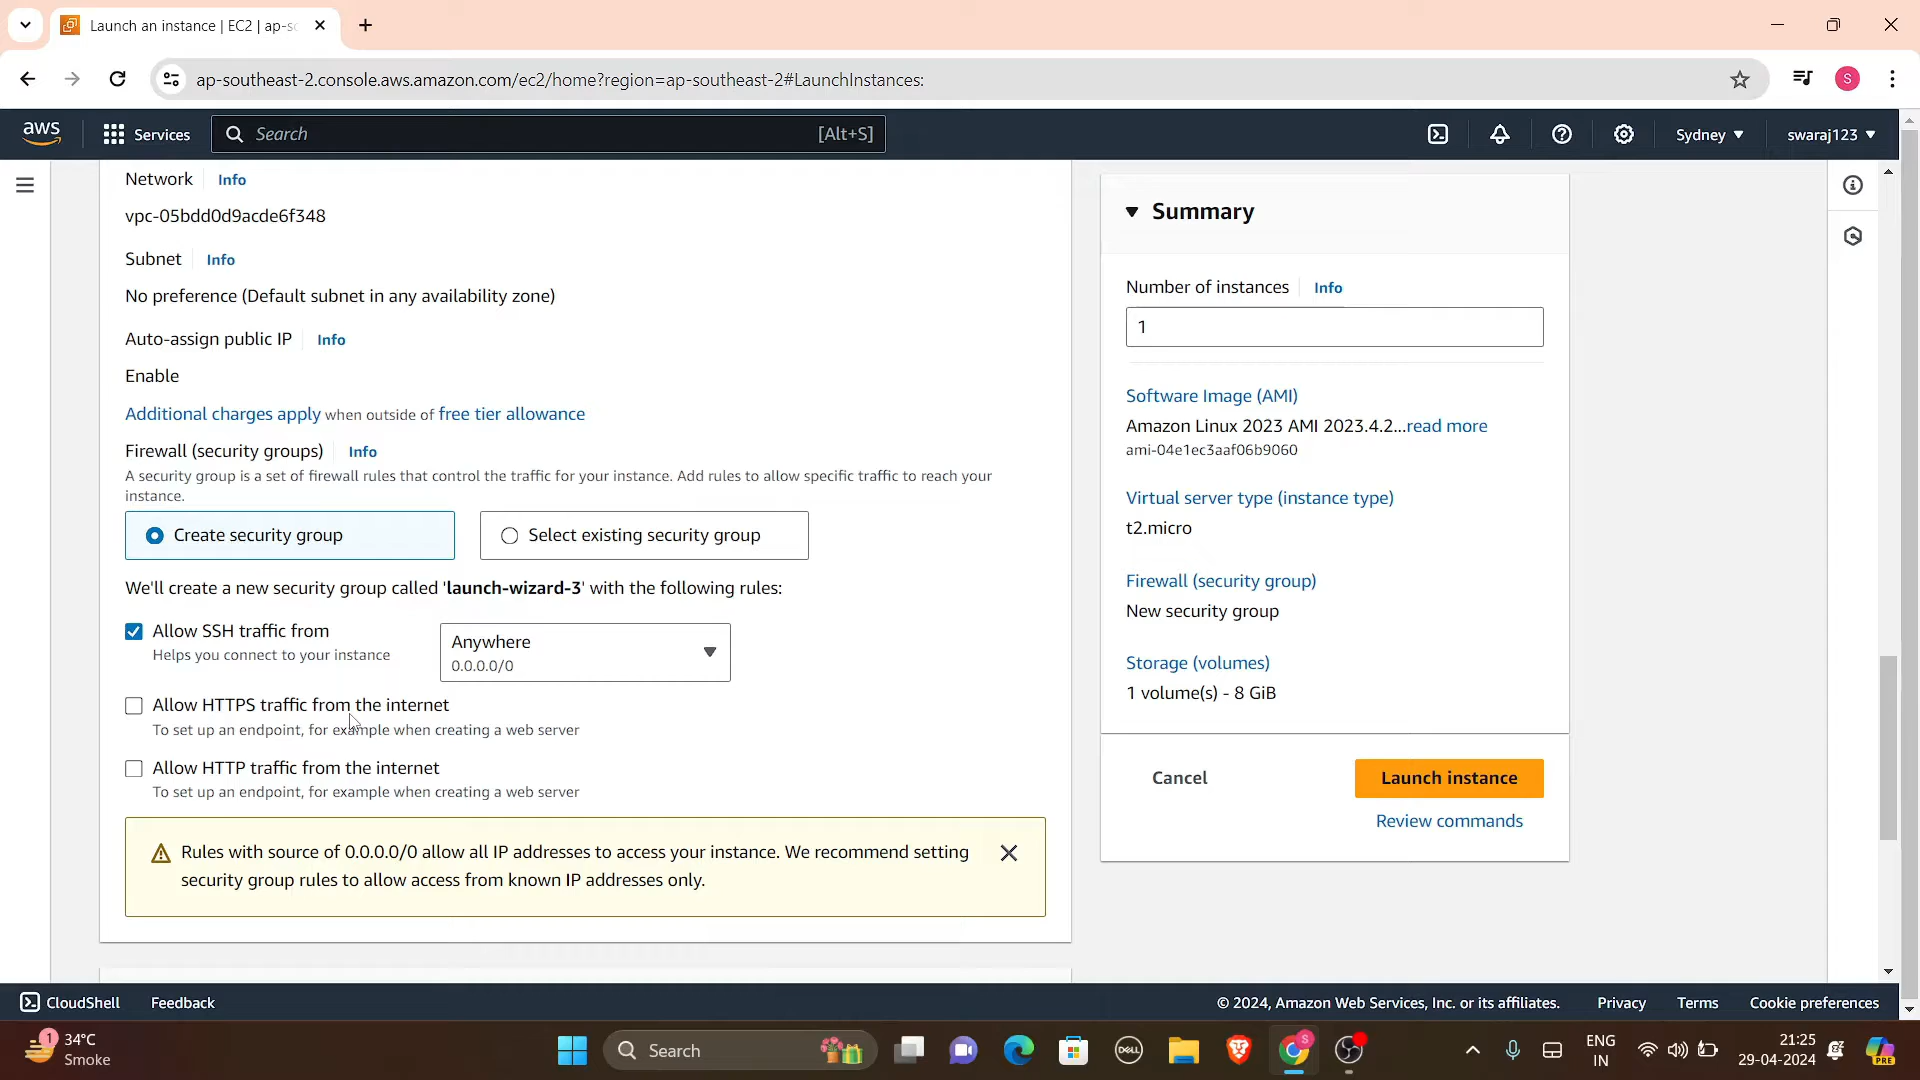 Launch an instance | EC2 | ap-so
ap-southeast-2.console.aws.amazon.com/ec2/home?region=ap-southeast-2#LaunchInstances:
S
aws
Services
Search
[Alt+S]
Sydney
swaraj123
Network
Info
vpc-05bdd0d9acde6f348
Subnet
Info
No preference (Default subnet in any availability zone)
Auto-assign public IP
Info
Enable
Additional charges apply when outside of free tier allowance
Firewall (security groups)
Info
A security group is a set of firewall rules that control the traffic for your instance. Add rules to allow specific traffic to reach your
instance.
Create security group
Select existing security group
We'll create a new security group called 'launch-wizard-3' with the following rules:
Allow SSH traffic from
Helps you connect to your instance
Anywhere
0.0.0.0/0
Allow HTTPS traffic from the internet
To set up an endpoint, for example when creating a web server
Allow HTTP traffic from the internet
To set up an endpoint, for example when creating a web server
Rules with source of 0.0.0.0/0 allow all IP addresses to access your instance. We recommend setting
security group rules to allow access from known IP addresses only.
Summary
Number of instances
Info
1
Software Image (AMI)
Amazon Linux 2023 AMI 2023.4.2...read more
ami-04e1ec3aaf06b9060
Virtual server type (instance type)
t2.micro
Firewall (security group)
New security group
Storage (volumes)
1 volume(s) - 8 GiB
Cancel
Launch instance
Review commands
CloudShell
Feedback
© 2024, Amazon Web Services, Inc. or its affiliates.
Privacy
Terms
Cookie preferences
1
34°C
Smoke
Search
DELL
S
ENG
IN
21:25
29-04-2024
PRE